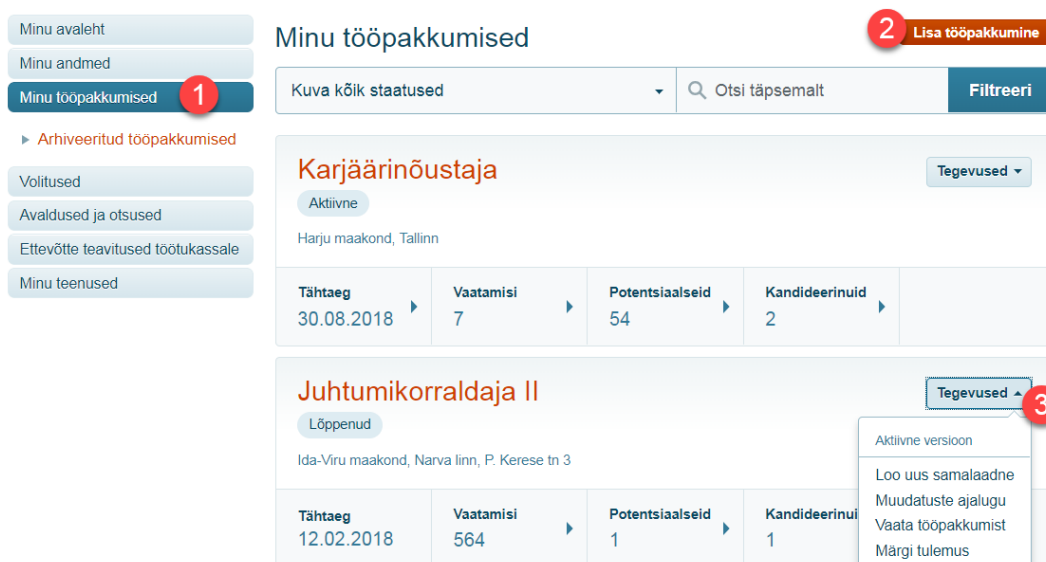 Minu avaleht
Minu andmed
Minu tööpakkumised 1
Arhiveeritud tööpakkumised
Volitused
Avaldused ja otsused
Ettevõtte teavitused töötukassale
Minu teenused
Minu tööpakkumised
2 Lisa tööpakkumine
Kuva kõik staatused
Otsi täpsemalt
Filtreeri
Karjäärinõustaja
Tegevused
Aktiivne
Harju maakond, Tallinn
Tähtaeg Vaatamisi Potentsiaalseid Kandideerinuid
30.08.2018 7 54 2
Juhtumikorraldaja II
Tegevused 3
Lõppenud
Ida-Viru maakond, Narva linn, P. Kerese tn 3
Tähtaeg Vaatamisi Potentsiaalseid Kandideerinui
12.02.2018 564 1 1
Aktiivne versioon
Loo uus samalaadne
Muudatuste ajalugu
Vaata tööpakkumist
Märgi tulemus